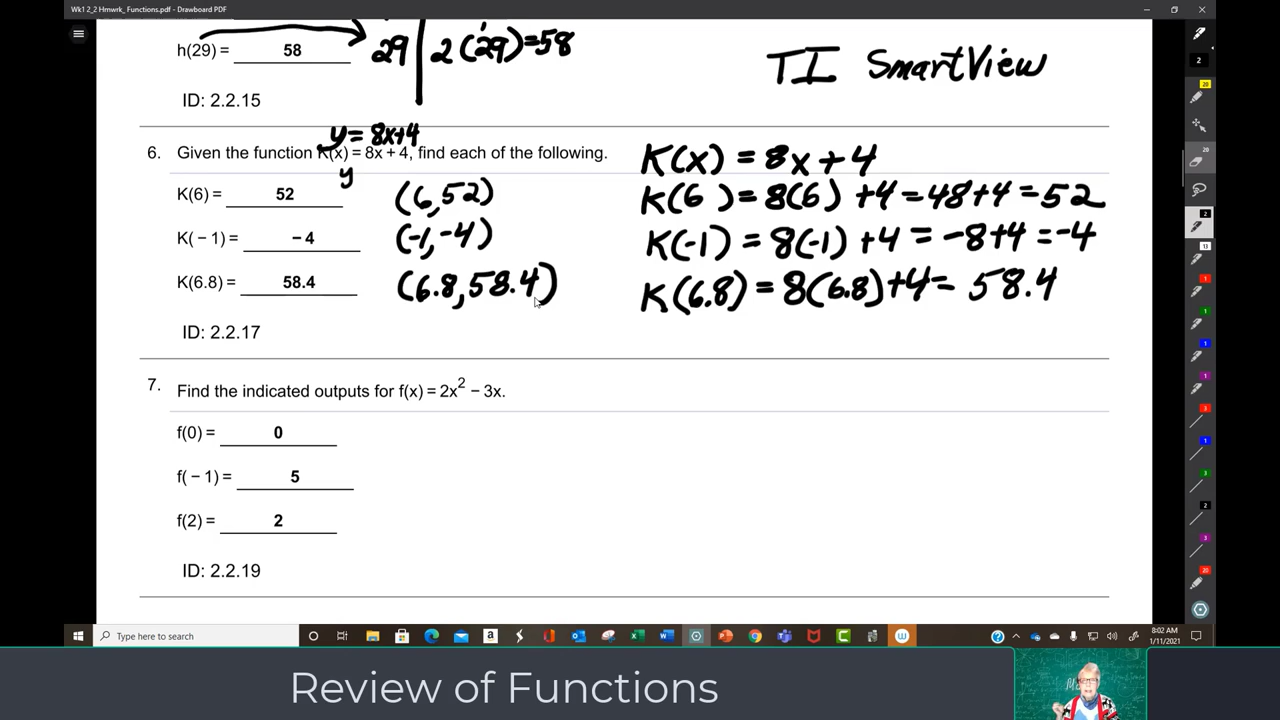 Wk1 2_2 Hmwrk_ Functions.pdf - Drawboard PDF
h(29) = 58
29 2(29)=58
TI SmartView
ID: 2.2.15
y = 8x+4
6. Given the function K(x) = 8x + 4, find each of the following.
y
K(x) = 8x + 4
K(6) = 52
(6,52)
K(6) = 8(6) +4 = 48+4 = 52
K( − 1) = − 4
(-1,-4)
K(-1) = 8(-1) +4 = -8+4 = -4
K(6.8) = 58.4
(6.8,58.4)
K(6.8) = 8(6.8)+4= 58.4
ID: 2.2.17
7. Find the indicated outputs for f(x) = 2x² − 3x.
f(0) = 0
f( − 1) = 5
f(2) = 2
ID: 2.2.19
Type here to search
8:02 AM
1/11/2021
Review of Functions